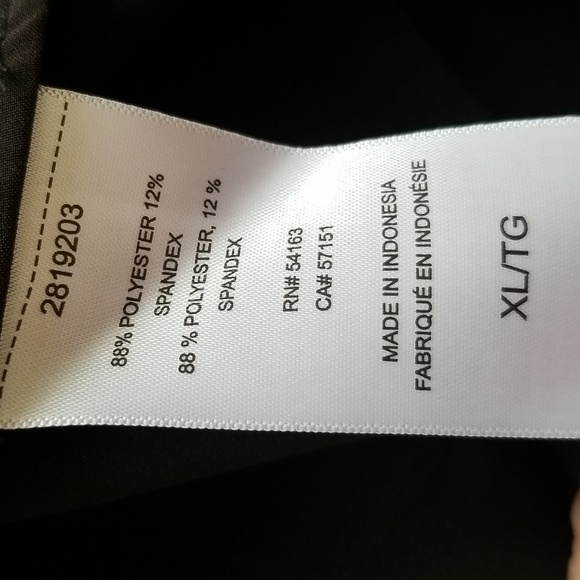 2819203
88% POLYESTER 12%
SPANDEX
88 % POLYESTER, 12 %
SPANDEX
RN# 54163
CA# 57151
MADE IN INDONESIA
FABRIQUÉ EN INDONÉSIE
XL/TG